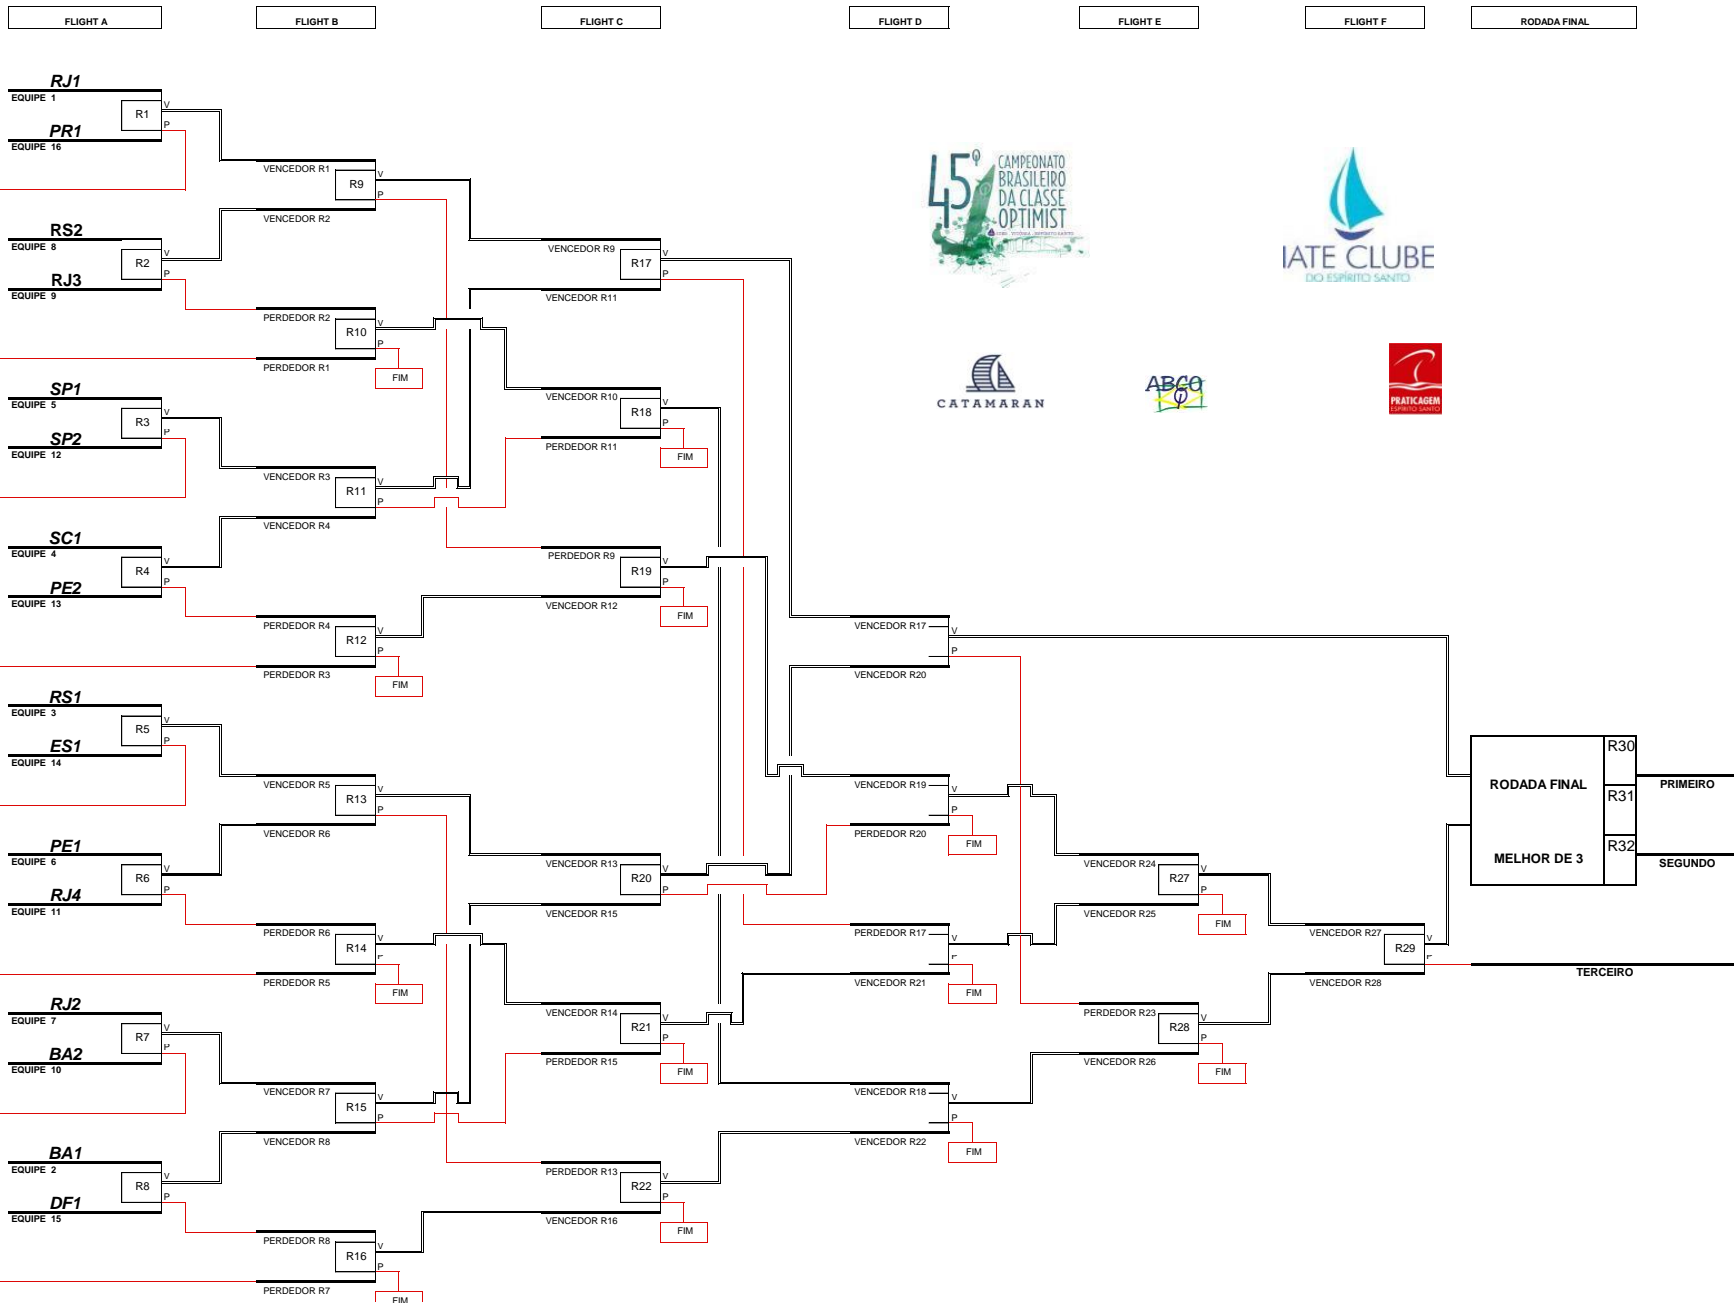 FLIGHT A
FLIGHT B
FLIGHT C
FLIGHT D
FLIGHT E
FLIGHT F
RODADA FINAL
RJ1
EQUIPE 1
R1
V
P
PR1
EQUIPE 16
RS2
EQUIPE 8
R2
V
P
RJ3
EQUIPE 9
SP1
EQUIPE 5
R3
V
P
SP2
EQUIPE 12
SC1
EQUIPE 4
R4
V
P
PE2
EQUIPE 13
RS1
EQUIPE 3
R5
V
P
ES1
EQUIPE 14
PE1
EQUIPE 6
R6
V
P
RJ4
EQUIPE 11
RJ2
EQUIPE 7
R7
V
P
BA2
EQUIPE 10
BA1
EQUIPE 2
R8
V
P
DF1
EQUIPE 15
VENCEDOR R1
R9
V
P
VENCEDOR R2
PERDEDOR R2
R10
V
P
PERDEDOR R1
FIM
VENCEDOR R3
R11
V
P
VENCEDOR R4
PERDEDOR R4
R12
V
P
PERDEDOR R3
FIM
VENCEDOR R5
R13
V
P
VENCEDOR R6
PERDEDOR R6
R14
V
P
PERDEDOR R5
FIM
VENCEDOR R7
R15
V
P
VENCEDOR R8
PERDEDOR R8
R16
V
P
PERDEDOR R7
FIM
VENCEDOR R9
R17
V
P
VENCEDOR R11
VENCEDOR R10
R18
V
P
PERDEDOR R11
FIM
PERDEDOR R9
R19
V
P
VENCEDOR R12
FIM
VENCEDOR R13
R20
V
P
VENCEDOR R15
VENCEDOR R14
R21
V
P
PERDEDOR R15
FIM
PERDEDOR R13
R22
V
P
VENCEDOR R16
FIM
45º
CAMPEONATO
BRASILEIRO
DA CLASSE
OPTIMIST
IATE CLUBE
DO ESPÍRITO SANTO
CATAMARAN
ABCO
PRATICAGEM
ESPÍRITO SANTO
VENCEDOR R17
V
P
VENCEDOR R20
VENCEDOR R19
V
P
PERDEDOR R20
FIM
PERDEDOR R17
V
P
VENCEDOR R21
FIM
VENCEDOR R18
V
P
VENCEDOR R22
FIM
VENCEDOR R24
R27
V
P
VENCEDOR R25
FIM
PERDEDOR R23
R28
V
P
VENCEDOR R26
FIM
VENCEDOR R27
R29
V
P
VENCEDOR R28
RODADA FINAL
MELHOR DE 3
R30
R31
R32
PRIMEIRO
SEGUNDO
TERCEIRO